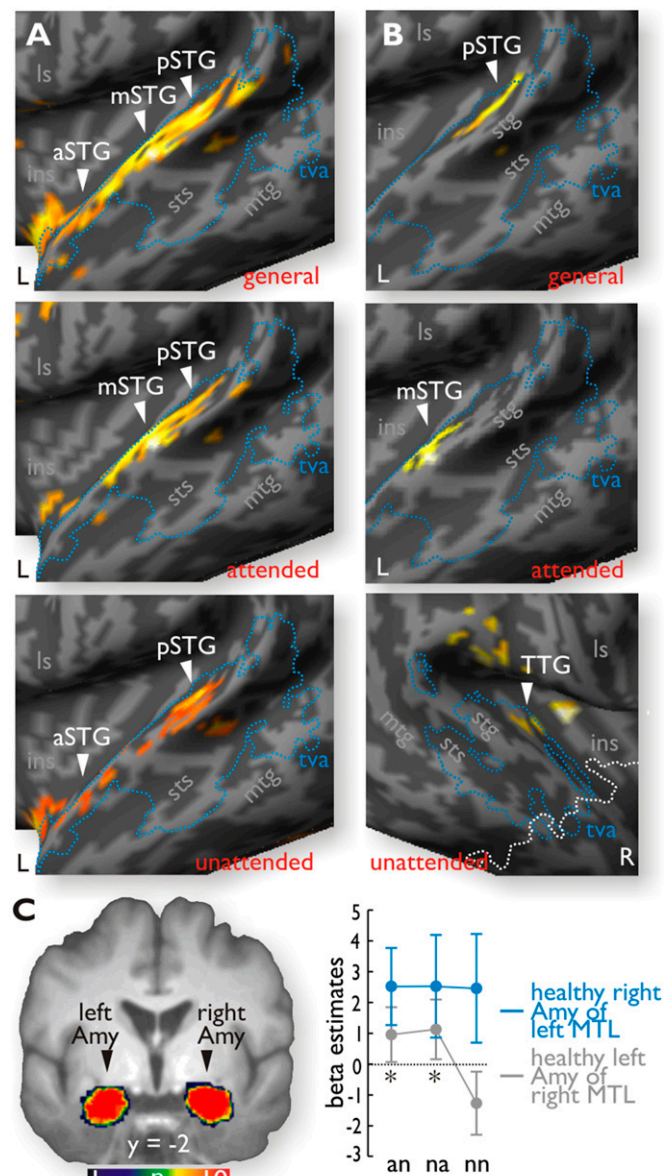 A
ls
pSTG
mSTG
aSTG
ins
sts
mtg
tva
L
general
B
ls
pSTG
ins
stg
sts
mtg
tva
L
general
ls
pSTG
mSTG
ins
sts
mtg
tva
L
attended
mSTG
ins
stg
sts
mtg
tva
L
attended
ls
pSTG
aSTG
ins
sts
mtg
tva
L
unattended
ls
TTG
mtg
stg
sts
ins
tva
unattended
R
C
left
Amy
right
Amy
y = -2
beta estimates
5
4
3
2
1
0
-1
-2
-3
* *
an na nn
healthy right
Amy of
left MTL
healthy left
Amy of
right MTL